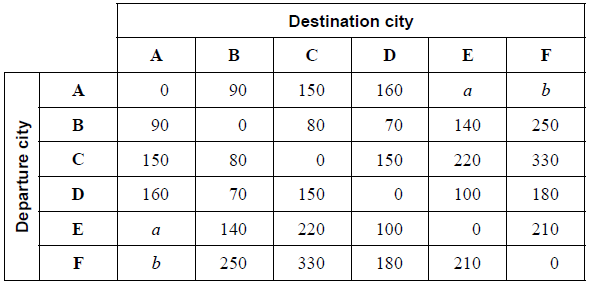 Destination city
A B C D E F
Departure city
A 0 90 150 160 a b
B 90 0 80 70 140 250
C 150 80 0 150 220 330
D 160 70 150 0 100 180
E a 140 220 100 0 210
F b 250 330 180 210 0